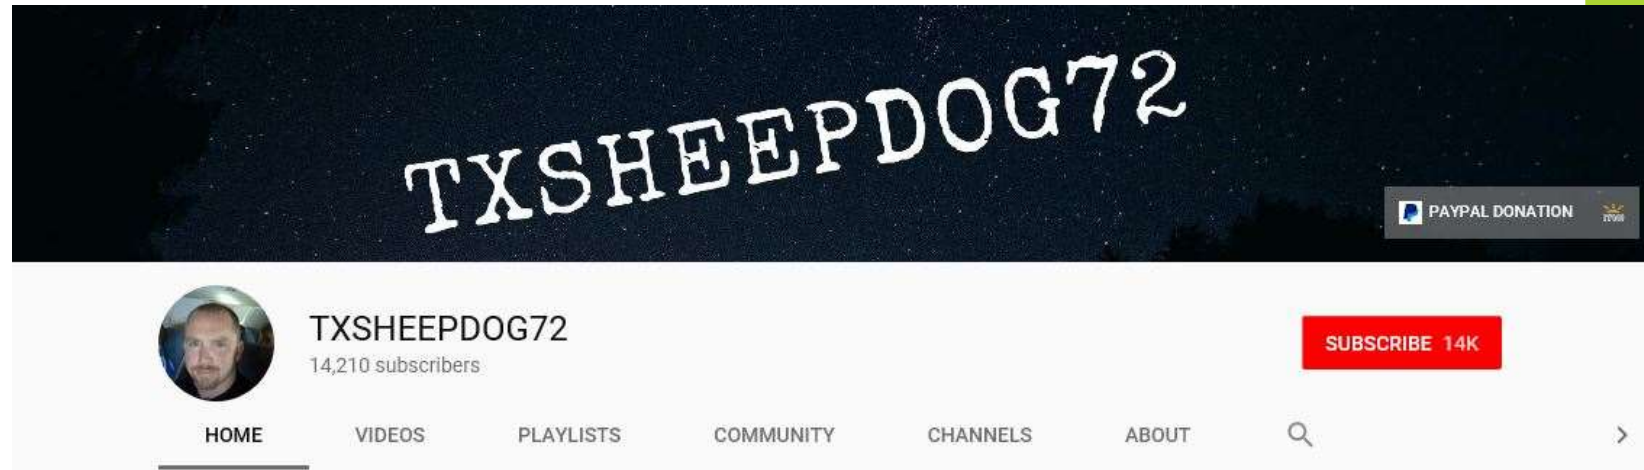 TXSHEEPDOG72
PAYPAL DONATION
TXSHEEPDOG72
14,210 subscribers
SUBSCRIBE 14K
HOME VIDEOS PLAYLISTS COMMUNITY CHANNELS ABOUT